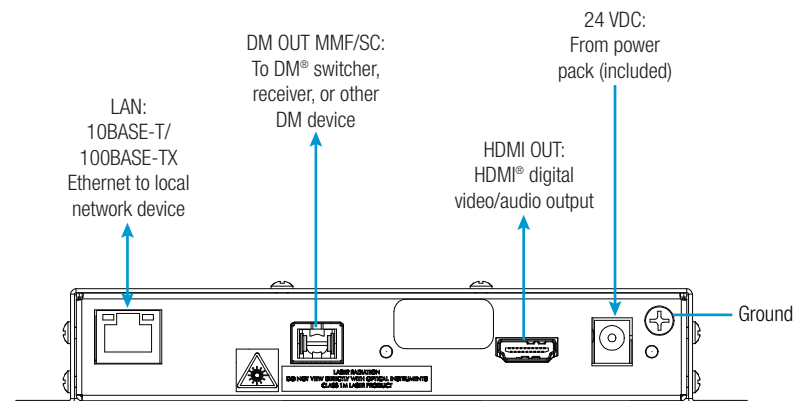 24 VDC:
From power
pack (included)
DM OUT MMF/SC:
To DM® switcher,
receiver, or other
DM device
LAN:
10BASE-T/
100BASE-TX
Ethernet to local
network device
HDMI OUT:
HDMI® digital
video/audio output
Ground
LASER RADIATION
DO NOT VIEW DIRECTLY WITH OPTICAL INSTRUMENTS
CLASS 1M LASER PRODUCT